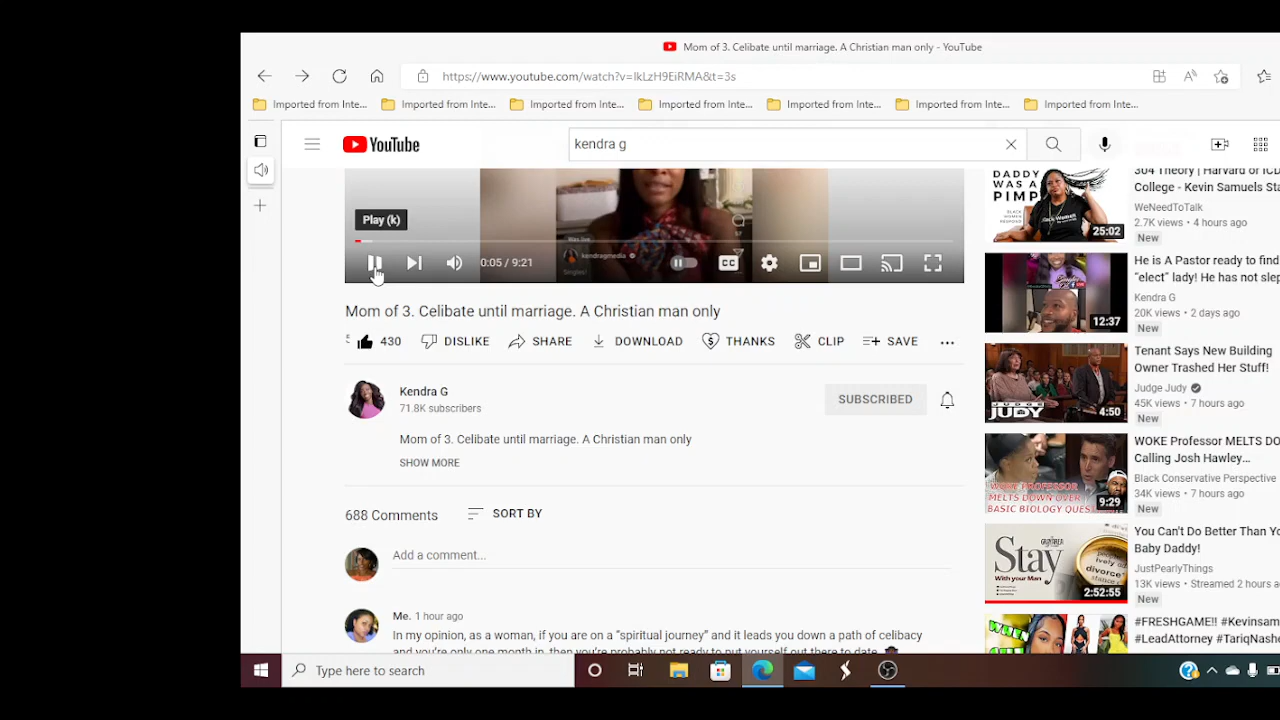 Mom of 3. Celibate until marriage. A Christian man only - YouTube
https://www.youtube.com/watch?v=lkLzH9EiRMA&t=3s
Imported from Inte...
Imported from Inte...
Imported from Inte...
Imported from Inte...
Imported from Inte...
Imported from Inte...
Imported from Inte...
YouTube
kendra g
Play (k)
Was live
kendragmedia
Singles!
0:05 / 9:21
CC
Mom of 3. Celibate until marriage. A Christian man only
430
DISLIKE
SHARE
DOWNLOAD
THANKS
CLIP
SAVE
Kendra G
71.8K subscribers
SUBSCRIBED
Mom of 3. Celibate until marriage. A Christian man only
SHOW MORE
688 Comments
SORT BY
Add a comment...
Me. 1 hour ago
In my opinion, as a woman, if you are on a “spiritual journey” and it leads you down a path of celibacy
and you're only one month in, then you're probably not ready to put yourself out there to date.
DADDY
WAS A
PIMP
25:02
304 Theory | Harvard or
College - Kevin Samuels Sta
WeNeedToTalk
2.7K views • 4 hours ago
New
12:37
He is A Pastor ready to find
“elect” lady! He has not slep
Kendra G
20K views • 2 days ago
New
JUDGE
JUDY
4:50
Tenant Says New Building
Owner Trashed Her Stuff!
Judge Judy
45K views • 7 hours ago
New
WOKE PROFESSOR
MELTS DOWN OVER
BASIC BIOLOGY QUES
9:29
WOKE Professor MELTS DO
Calling Josh Hawley...
Black Conservative Perspective
34K views • 7 hours ago
New
Stay
With your Man
divorce
2:52:55
You Can't Do Better Than Yo
Baby Daddy!
JustPearlyThings
13K views • Streamed 2 hours a
New
#FRESHGAME!! #Kevinsam
#LeadAttorney #TariqNashe
Type here to search